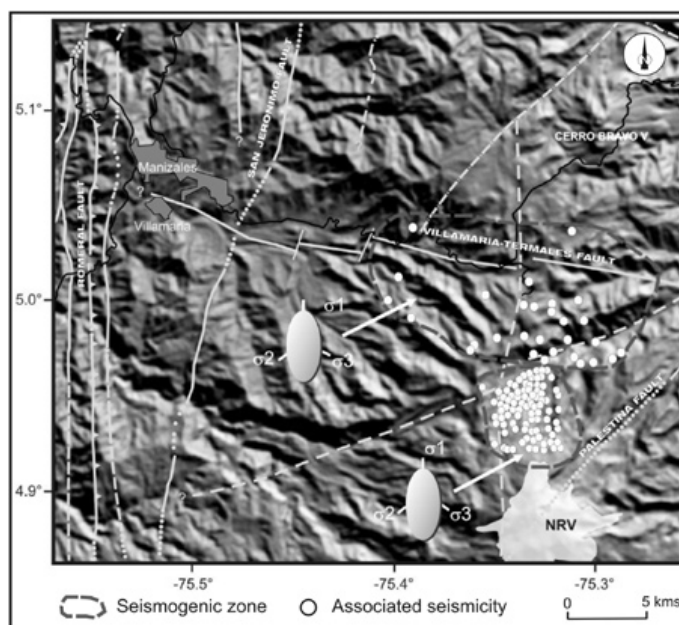 N
5.1°
5.0°
4.9°
ROMERAL FAULT
SAN JERONIMO FAULT
CERRO BRAVO V
Manizales
Villamaria
VILLAMARIA-TERMALES FAULT
σ1
σ2
σ3
PALESTINA FAULT
σ1
σ2
σ3
NRV
?
?
?
-75.5°
-75.4°
-75.3°
Seismogenic zone
Associated seismicity
0 5 kms